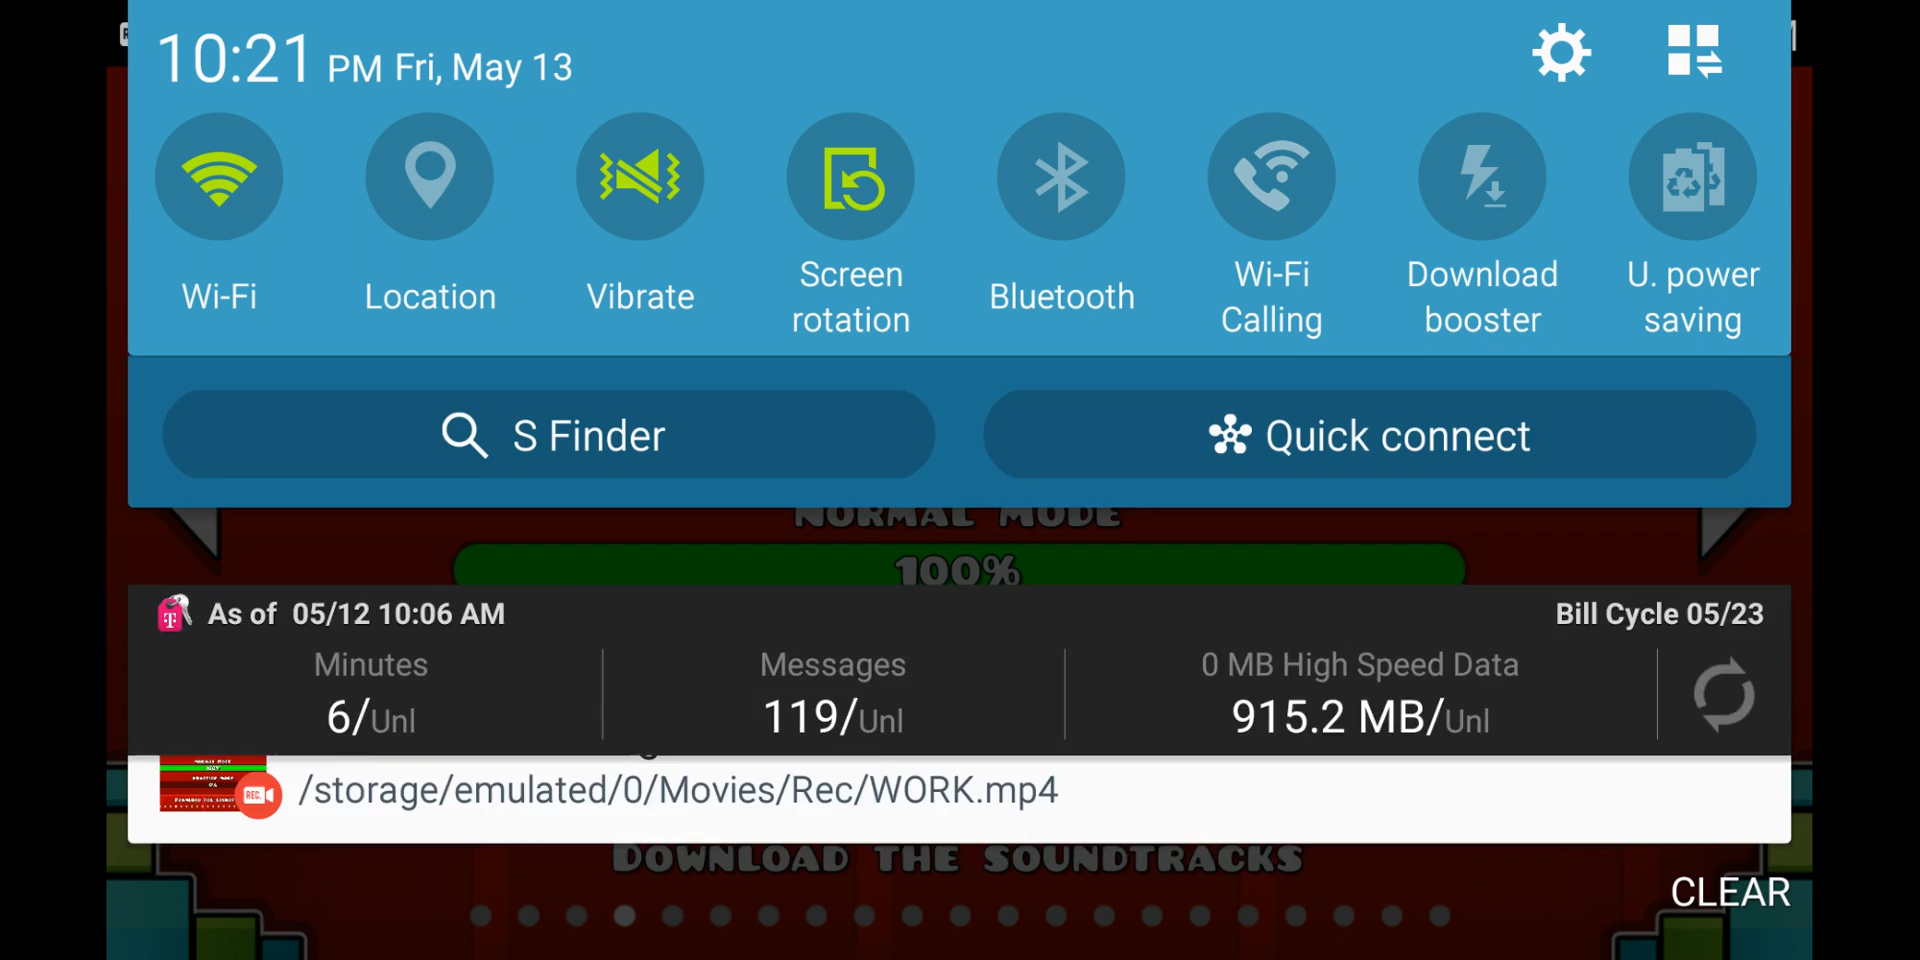 10:21 PM Fri, May 13
Wi-Fi
Location
Vibrate
Screen
rotation
Bluetooth
Wi-Fi
Calling
Download
booster
U. power
saving
S Finder
Quick connect
NORMAL MODE
100%
As of 05/12 10:06 AM
Bill Cycle 05/23
Minutes
6/Unl
Messages
119/Unl
0 MB High Speed Data
915.2 MB/Unl
REC
/storage/emulated/0/Movies/Rec/WORK.mp4
DOWNLOAD THE SOUNDTRACKS
CLEAR